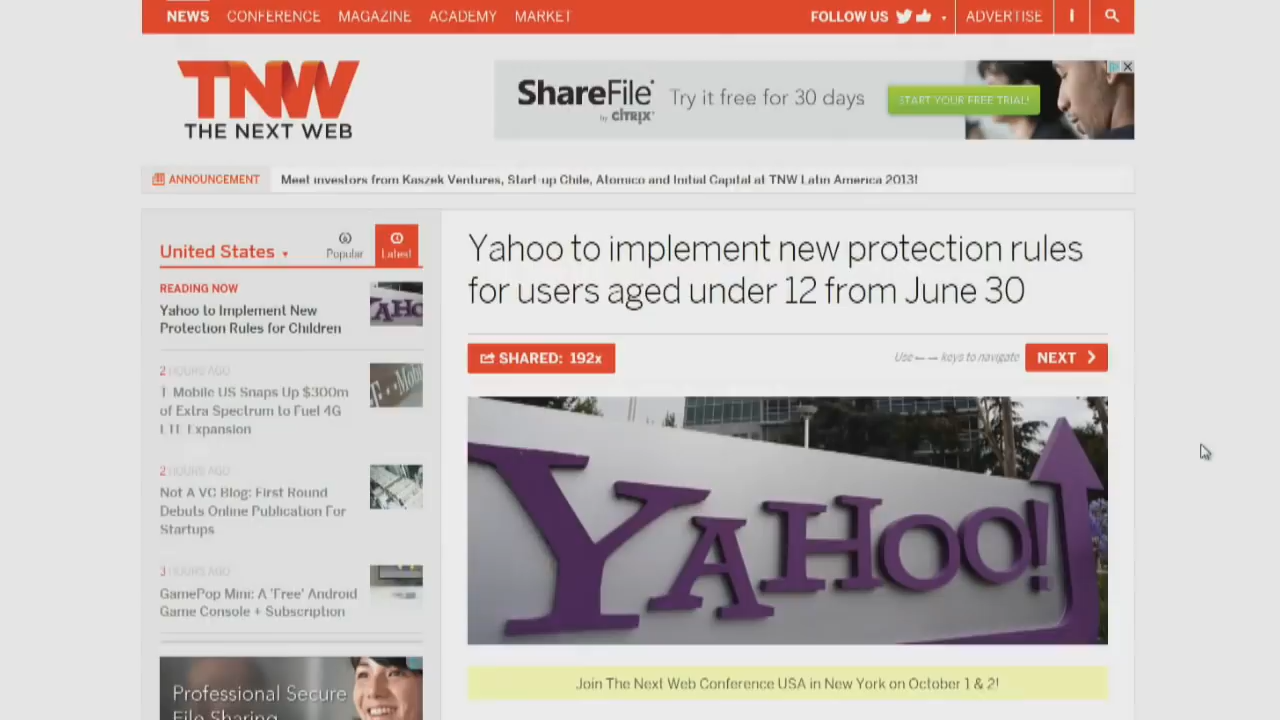 NEWS CONFERENCE MAGAZINE ACADEMY MARKET FOLLOW US ADVERTISE
TNW
THE NEXT WEB
ShareFile
by CITRIX
Try it free for 30 days
START YOUR FREE TRIAL!
ANNOUNCEMENT Meet investors from Kaszek Ventures, Start-up Chile, Atomico and Initial Capital at TNW Latin America 2013!
United States
Popular
Latest
READING NOW
Yahoo to Implement New
Protection Rules for Children
2 HOURS AGO
T-Mobile US Snaps Up $300m
of Extra Spectrum to Fuel 4G
LTE Expansion
2 HOURS AGO
Not A VC Blog: First Round
Debuts Online Publication For
Startups
3 HOURS AGO
GamePop Mini: A 'Free' Android
Game Console + Subscription
Professional Secure
File Sharing
Yahoo to implement new protection rules
for users aged under 12 from June 30
SHARED: 192x
Use ← → keys to navigate
NEXT
YAHOO!
Join The Next Web Conference USA in New York on October 1 & 2!